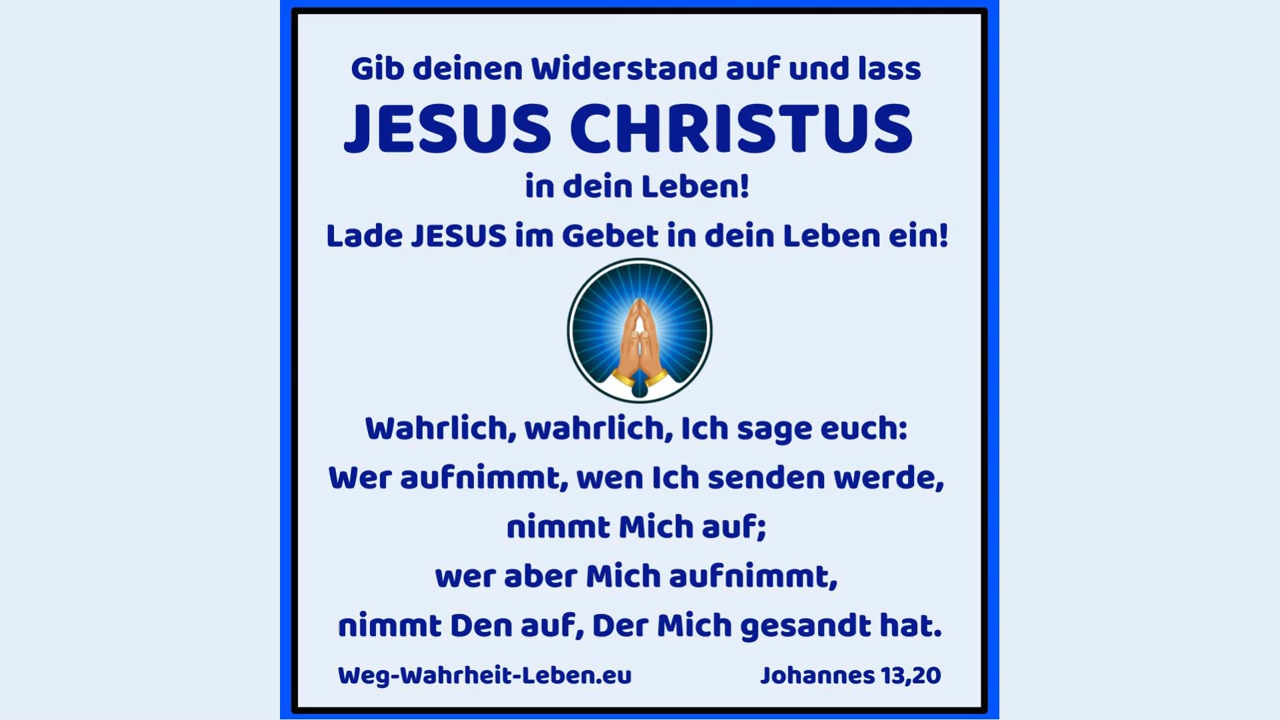 Gib deinen Widerstand auf und lass
JESUS CHRISTUS
in dein Leben!
Lade JESUS im Gebet in dein Leben ein!
Wahrlich, wahrlich, Ich sage euch:
Wer aufnimmt, wen Ich senden werde,
nimmt Mich auf;
wer aber Mich aufnimmt,
nimmt Den auf, Der Mich gesandt hat.
Weg-Wahrheit-Leben.eu Johannes 13,20